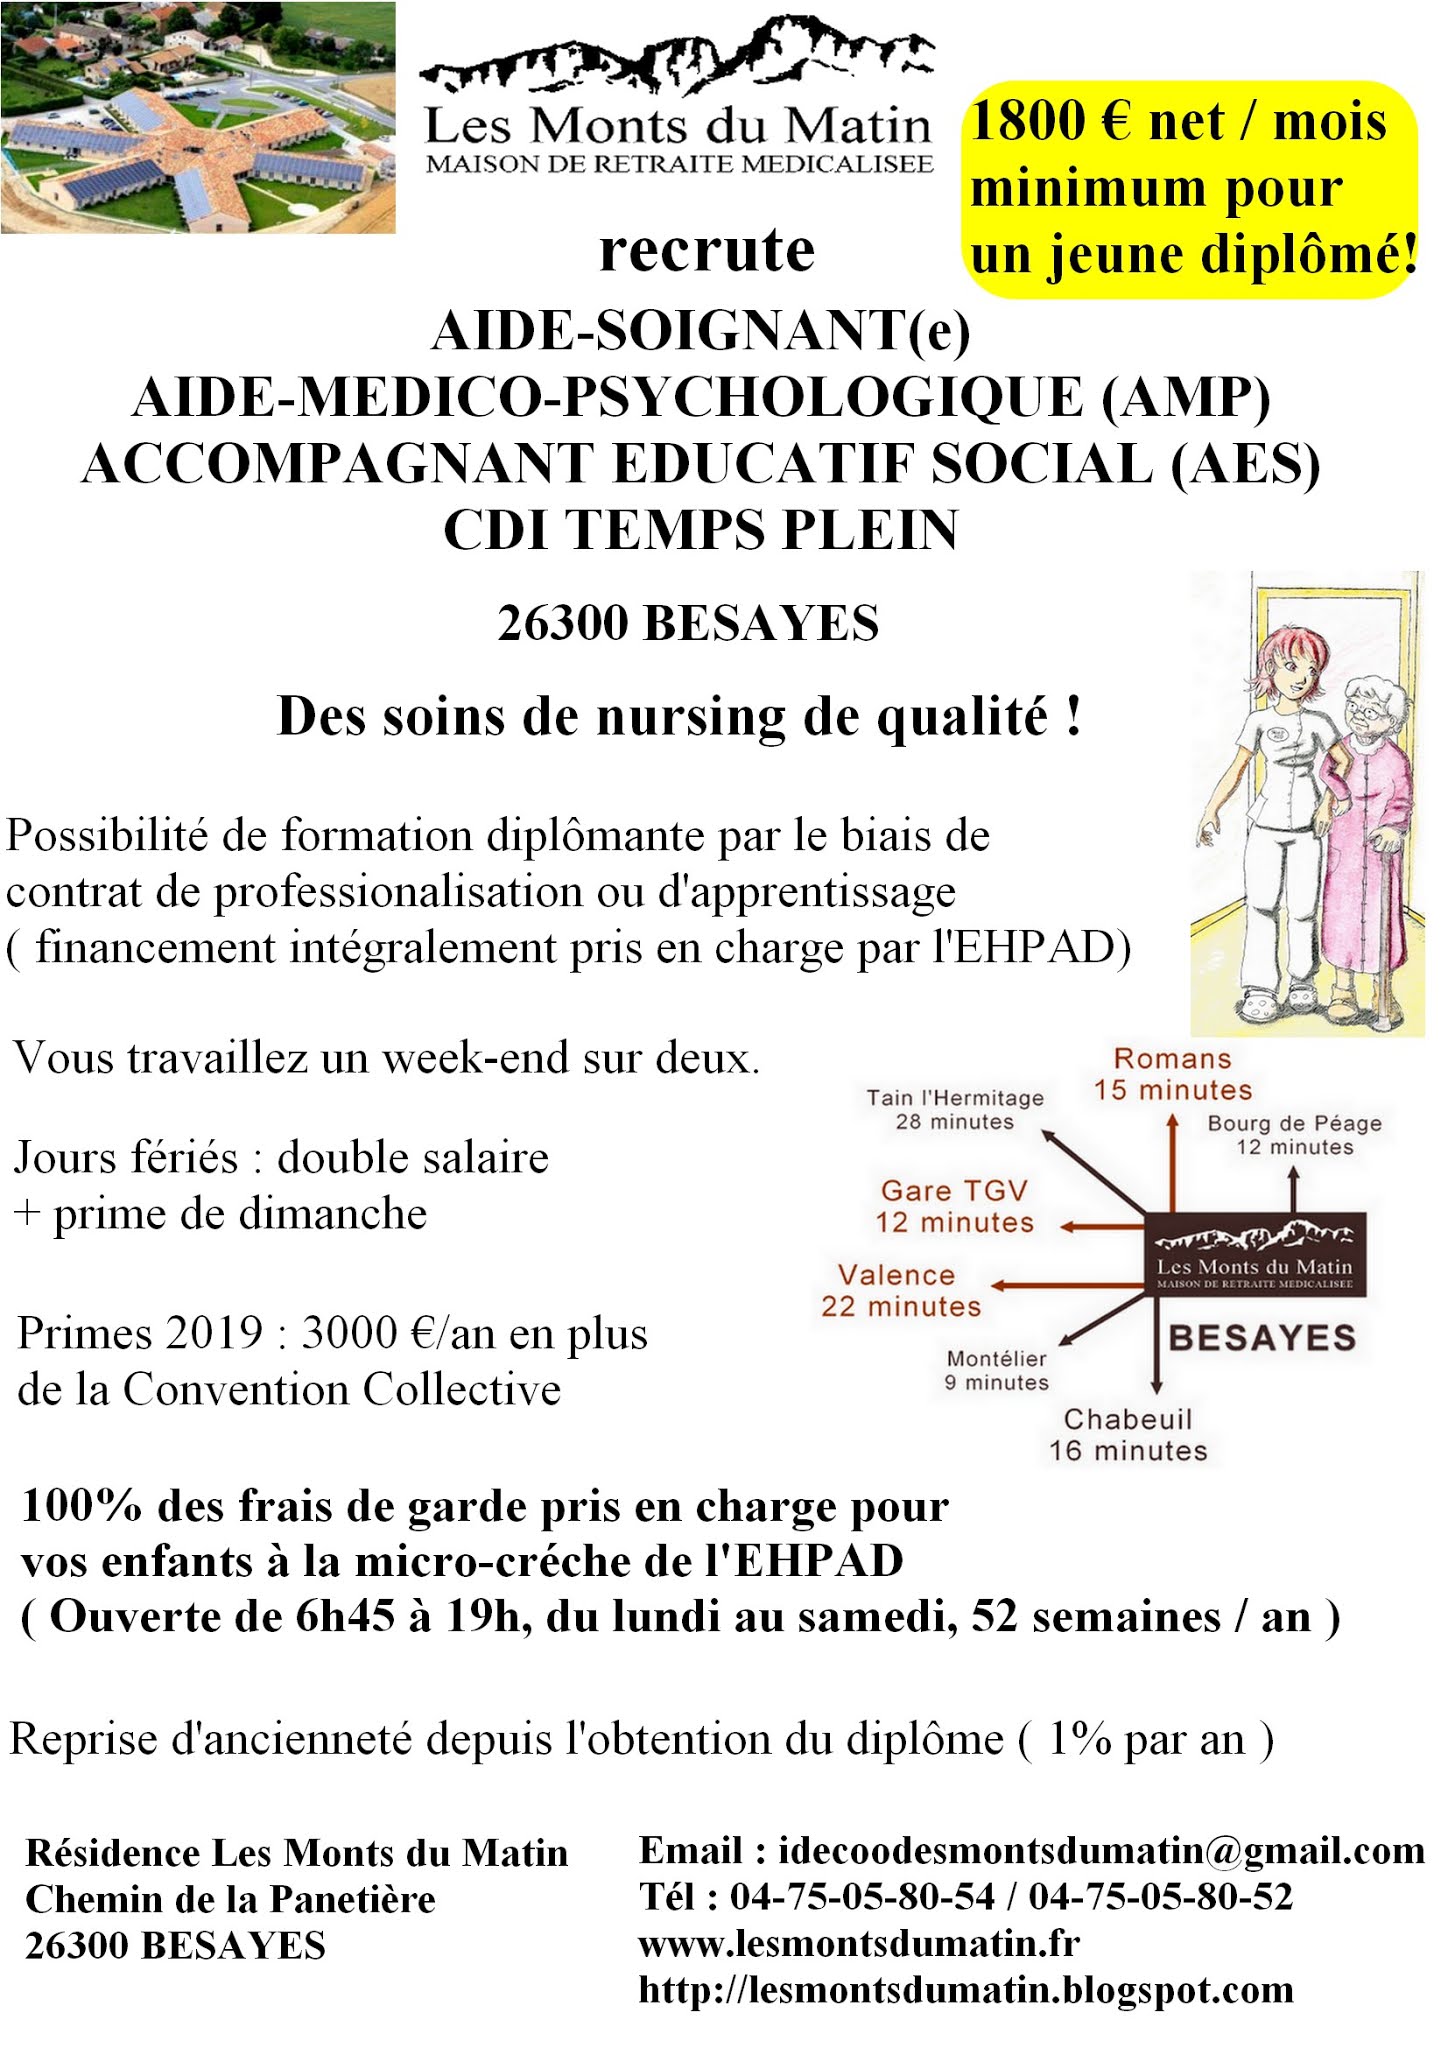 Les Monts du Matin
MAISON DE RETRAITE MEDICALISEE
1800 € net / mois
minimum pour
un jeune diplômé!
recrute
AIDE-SOIGNANT(e)
AIDE-MEDICO-PSYCHOLOGIQUE (AMP)
ACCOMPAGNANT EDUCATIF SOCIAL (AES)
CDI TEMPS PLEIN
26300 BESAYES
Des soins de nursing de qualité !
Possibilité de formation diplômante par le biais de
contrat de professionalisation ou d'apprentissage
( financement intégralement pris en charge par l'EHPAD)
Vous travaillez un week-end sur deux.
Jours fériés : double salaire
+ prime de dimanche
Primes 2019 : 3000 €/an en plus
de la Convention Collective
Romans
15 minutes
Tain l'Hermitage
28 minutes
Bourg de Péage
12 minutes
Gare TGV
12 minutes
Valence
22 minutes
Les Monts du Matin
MAISON DE RETRAITE MEDICALISEE
BESAYES
Montélier
9 minutes
Chabeuil
16 minutes
100% des frais de garde pris en charge pour
vos enfants à la micro-créche de l'EHPAD
( Ouverte de 6h45 à 19h, du lundi au samedi, 52 semaines / an )
Reprise d'ancienneté depuis l'obtention du diplôme ( 1% par an )
Résidence Les Monts du Matin
Chemin de la Panetière
26300 BESAYES
Email : idecoodesmontsdumatin@gmail.com
Tél : 04-75-05-80-54 / 04-75-05-80-52
www.lesmontsdumatin.fr
http://lesmontsdumatin.blogspot.com